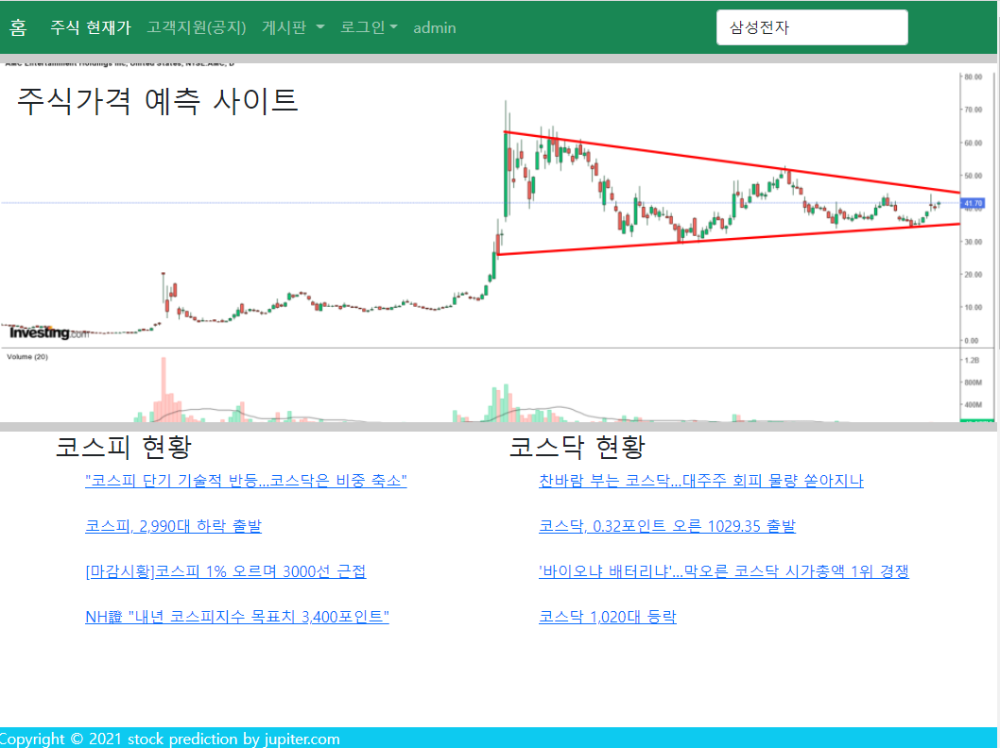 홈 주식 현재가 고객지원(공지) 게시판 로그인 admin 삼성전자
AMC Entertainment Holdings Inc, United States, NYSE:AMC, D
주식가격 예측 사이트
80.00
70.00
60.00
50.00
41.70
40.00
30.00
20.00
10.00
0.00
Investing.com
Volume (20)
1.2B
800M
400M
코스피 현황
"코스피 단기 기술적 반등...코스닥은 비중 축소"
코스피, 2,990대 하락 출발
[마감시황]코스피 1% 오르며 3000선 근접
NH證 "내년 코스피지수 목표치 3,400포인트"
코스닥 현황
찬바람 부는 코스닥...대주주 회피 물량 쏟아지나
코스닥, 0.32포인트 오른 1029.35 출발
'바이오냐 배터리냐'...막오른 코스닥 시가총액 1위 경쟁
코스닥 1,020대 등락
Copyright © 2021 stock prediction by jupiter.com